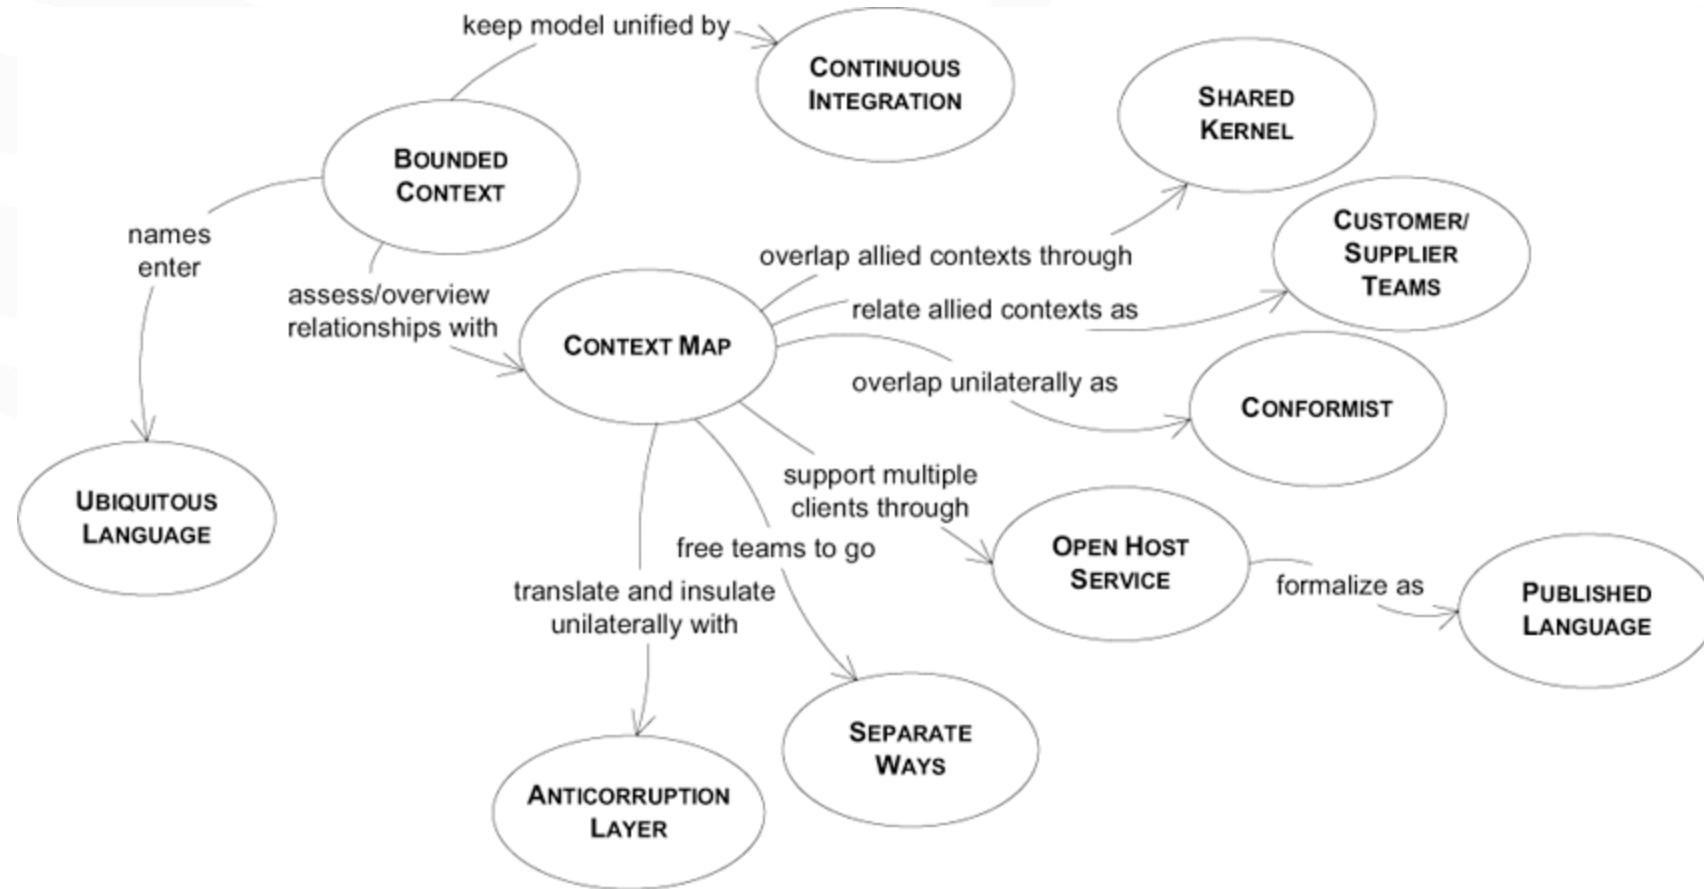 keep model unified by
CONTINUOUS
INTEGRATION
SHARED
KERNEL
BOUNDED
CONTEXT
names
enter
CUSTOMER/
SUPPLIER
TEAMS
overlap allied contexts through
assess/overview
relationships with
relate allied contexts as
CONTEXT MAP
overlap unilaterally as
CONFORMIST
support multiple
clients through
UBIQUITOUS
LANGUAGE
free teams to go
OPEN HOST
SERVICE
formalize as
PUBLISHED
LANGUAGE
translate and insulate
unilaterally with
SEPARATE
WAYS
ANTICORRUPTION
LAYER